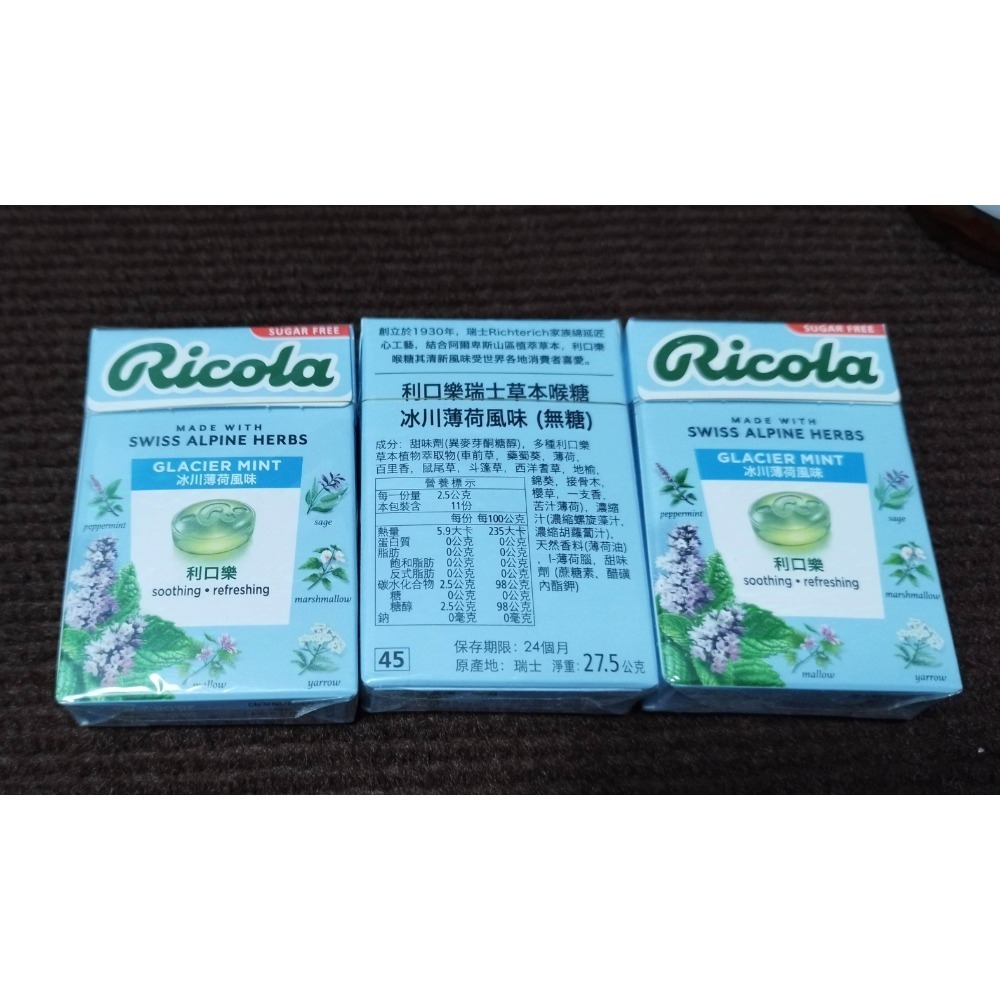 SUGAR FREE
Ricola
MADE WITH
SWISS ALPINE HERBS
GLACIER MINT
冰川薄荷風味
peppermint
sage
利口樂
soothing • refreshing
marshmallow
mallow
yarrow
創立於1930年，瑞士Richterich家族綿延匠
心工藝，結合阿爾卑斯山區植萃草本，利口樂
喉糖其清新風味受世界各地消費者喜愛。
利口樂瑞士草本喉糖
冰川薄荷風味 (無糖)
成分：甜味劑(異麥芽酮糖醇)，多種利口樂
草本植物萃取物(車前草，藥蜀葵、薄荷，
百里香，鼠尾草，斗篷草，西洋蓍草，地榆，
錦葵，接骨木，
櫻草，一支香，
苦汁薄荷)，濃縮
汁(濃縮螺旋藻汁，
濃縮胡蘿蔔汁)，
天然香料(薄荷油)
，l-薄荷腦，甜味
劑 (蔗糖素、醋磺
內酯鉀)
營養標示
每一份量 2.5公克
本包裝含 11份
每份 每100公克
熱量 5.9大卡 235大卡
蛋白質 0公克 0公克
脂肪 0公克 0公克
飽和脂肪 0公克 0公克
反式脂肪 0公克 0公克
碳水化合物 2.5公克 98公克
糖 0公克 0公克
糖醇 2.5公克 98公克
鈉 0毫克 0毫克
45
保存期限：24個月
原產地：瑞士 淨重：27.5公克
SUGAR FREE
Ricola
MADE WITH
SWISS ALPINE HERBS
GLACIER MINT
冰川薄荷風味
peppermint
sage
利口樂
soothing • refreshing
marshmallow
mallow
yarrow